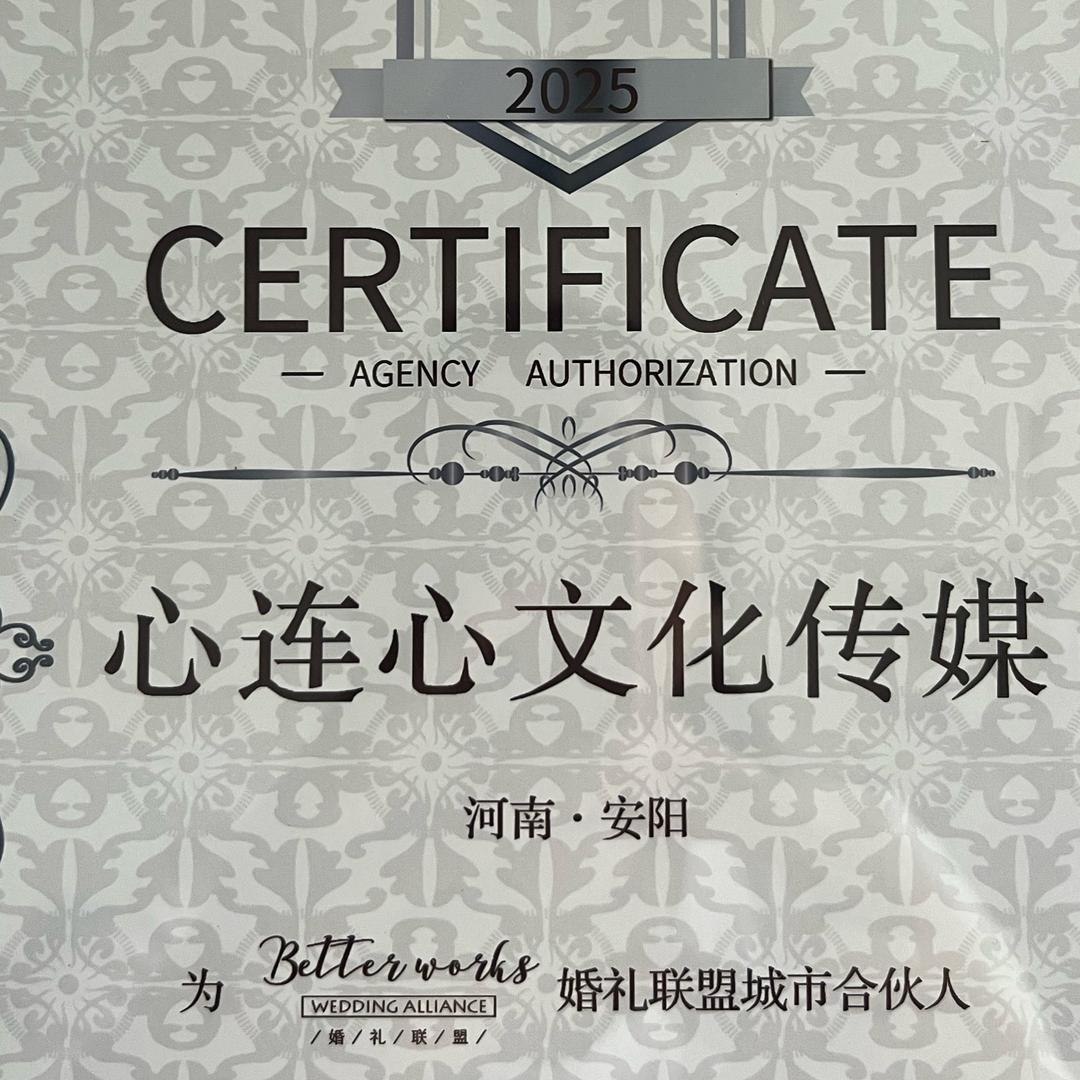 2025
CERTIFICATE
— AGENCY AUTHORIZATION —
心连心文化传媒
河南·安阳
为 Better works 婚礼联盟城市合伙人
WEDDING ALLIANCE
/ 婚 / 礼 / 联 / 盟 /